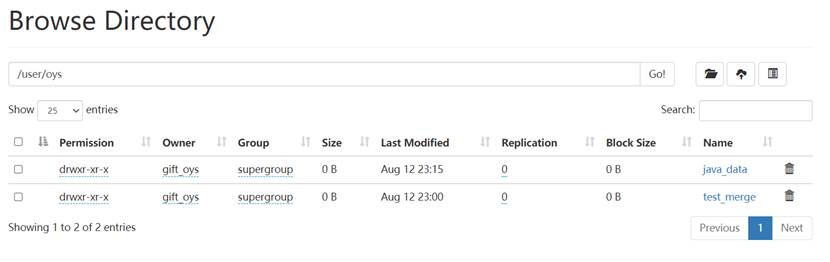 Browse Directory
/user/oys Go!
Show 25 entries Search:
Permission Owner Group Size Last Modified Replication Block Size Name
drwxr-xr-x gift_oys supergroup 0 B Aug 12 23:15 0 0 B java_data
drwxr-xr-x gift_oys supergroup 0 B Aug 12 23:00 0 0 B test_merge
Showing 1 to 2 of 2 entries Previous 1 Next